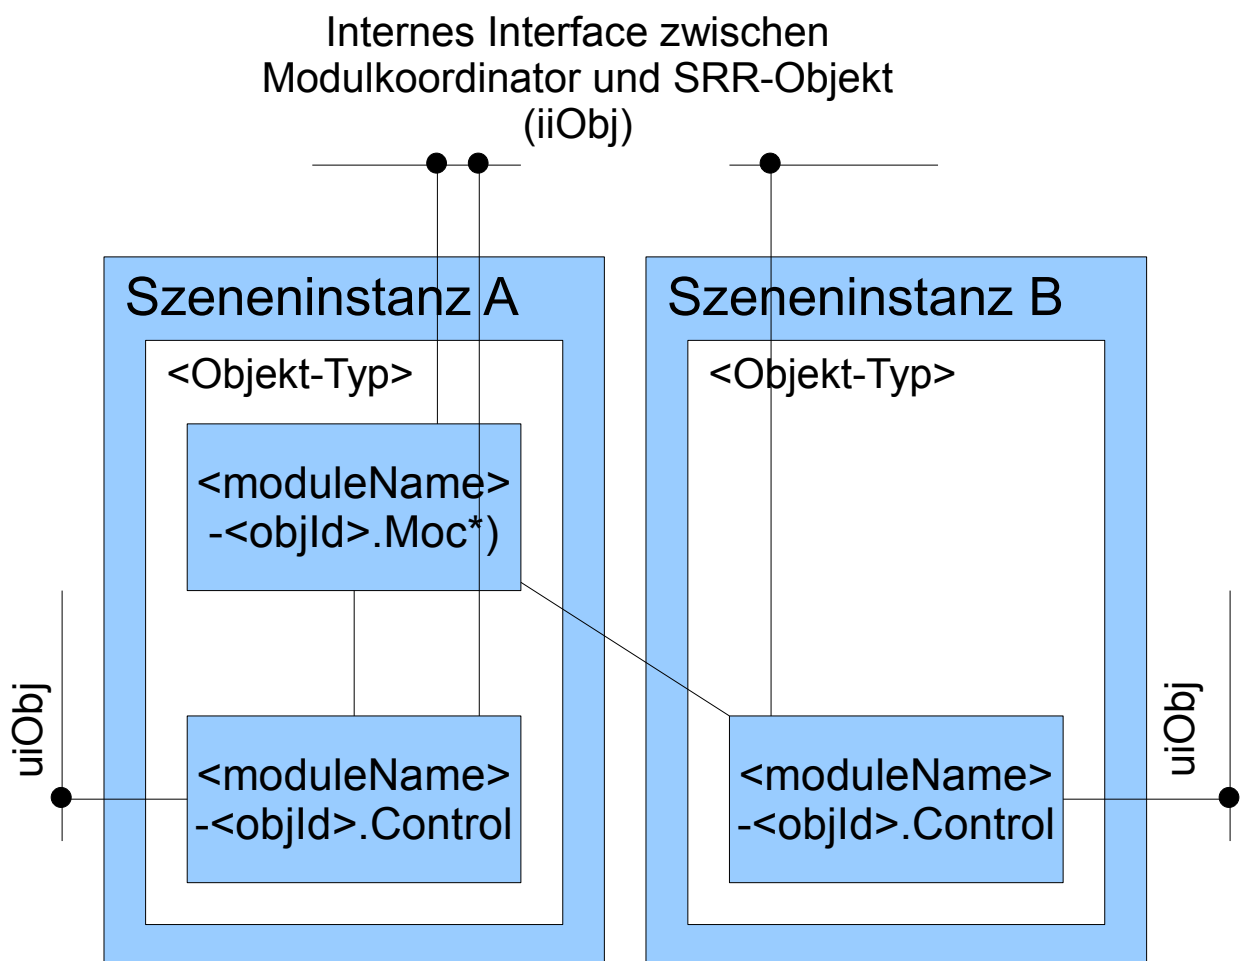 Internes Interface zwischen
Modulkoordinator und SRR-Objekt
(iiObj)
Szeneninstanz A
<Objekt-Typ>
<moduleName>
-<objId>.Moc*)
<moduleName>
-<objId>.Control
uiObj
Szeneninstanz B
<Objekt-Typ>
<moduleName>
-<objId>.Control
uiObj